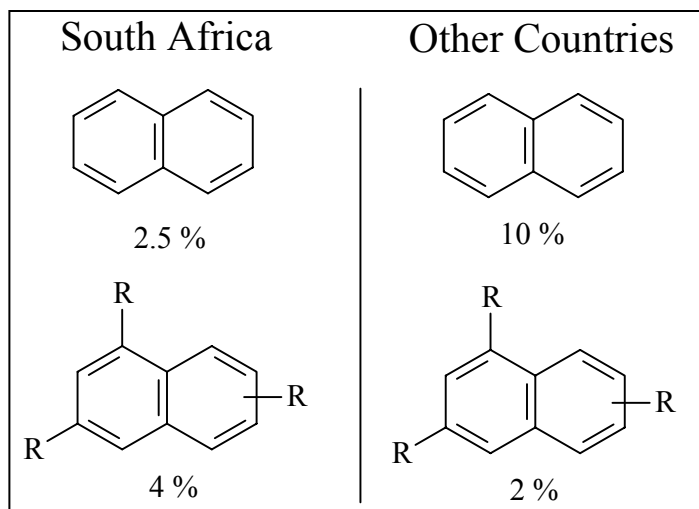 South Africa
Other Countries
2.5 %
10 %
R
R
R
4 %
R
R
R
2 %